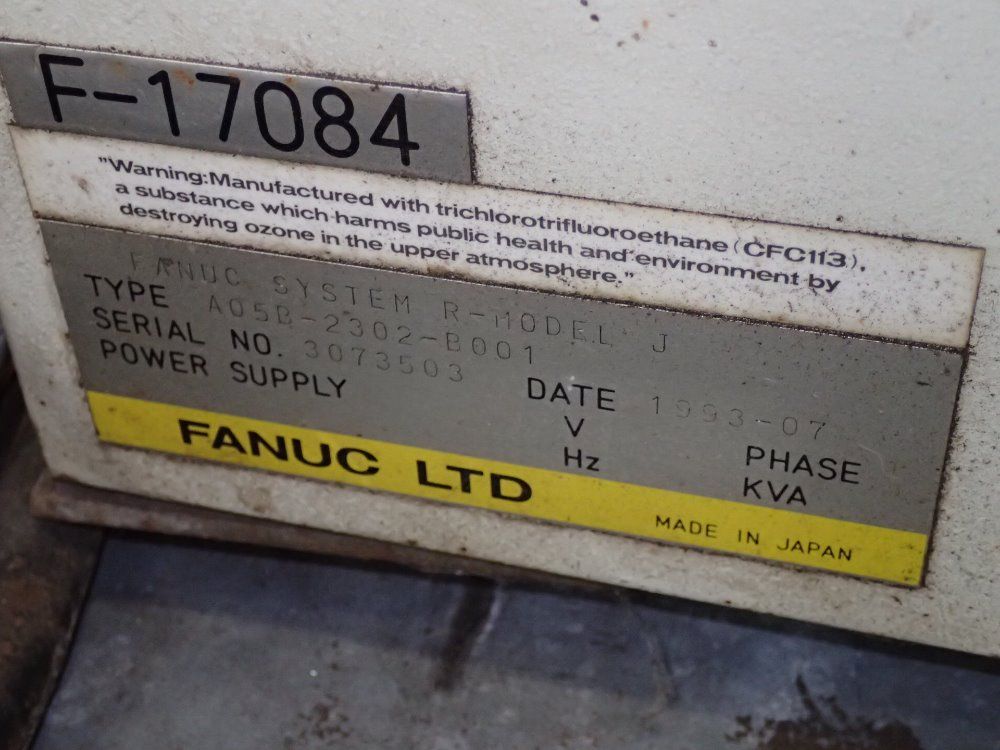 F-17084
"Warning:Manufactured with trichlorotrifluoroethane (CFC113),
a substance which harms public health and environment by
destroying ozone in the upper atmosphere."
FANUC SYSTEM R-MODEL J
TYPE A05B-2302-B001
SERIAL NO. 3073503 DATE 1993-07
POWER SUPPLY V PHASE
Hz KVA
FANUC LTD MADE IN JAPAN